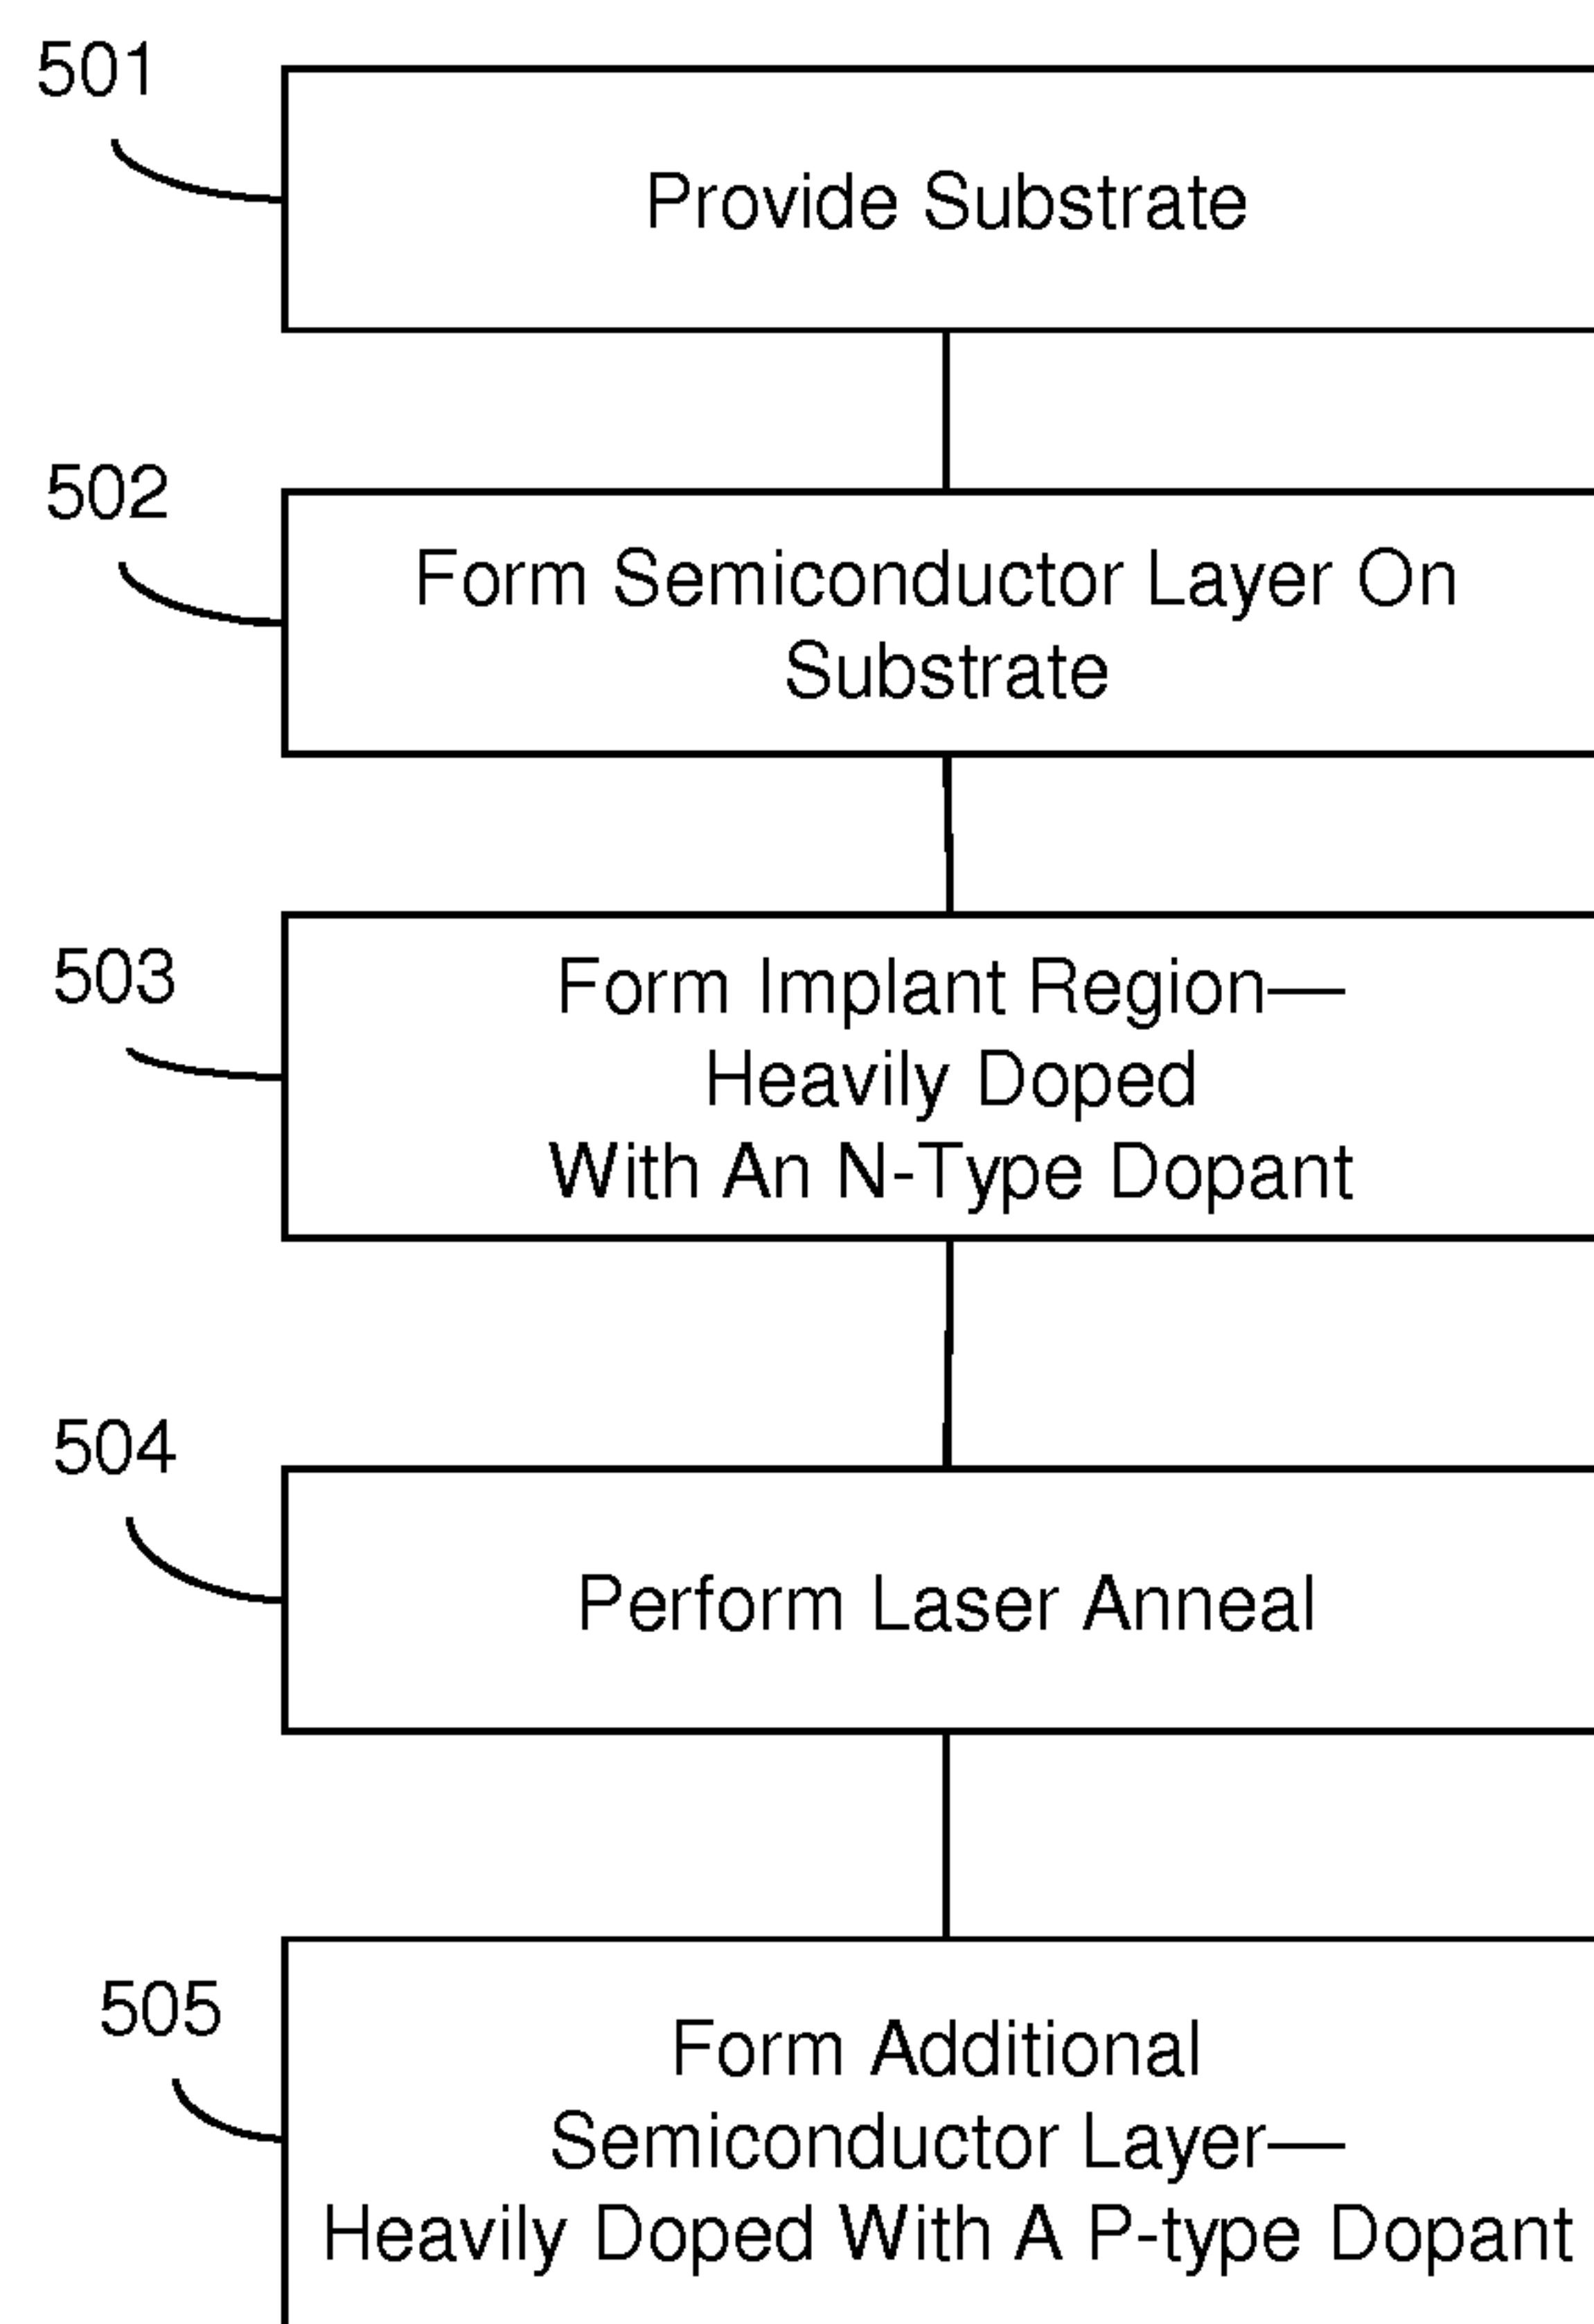 501
Provide Substrate
502
Form Semiconductor Layer On
Substrate
503
Form Implant Region—
Heavily Doped
With An N-Type Dopant
504
Perform Laser Anneal
505
Form Additional
Semiconductor Layer—
Heavily Doped With A P-type Dopant